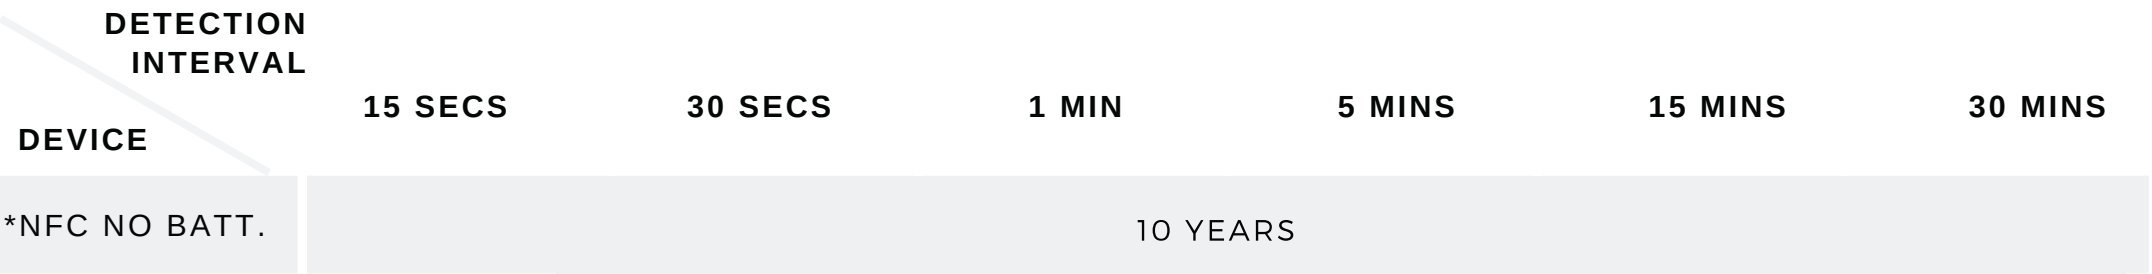 DETECTION
INTERVAL
DEVICE
15 SECS 30 SECS 1 MIN 5 MINS 15 MINS 30 MINS
*NFC NO BATT. 10 YEARS